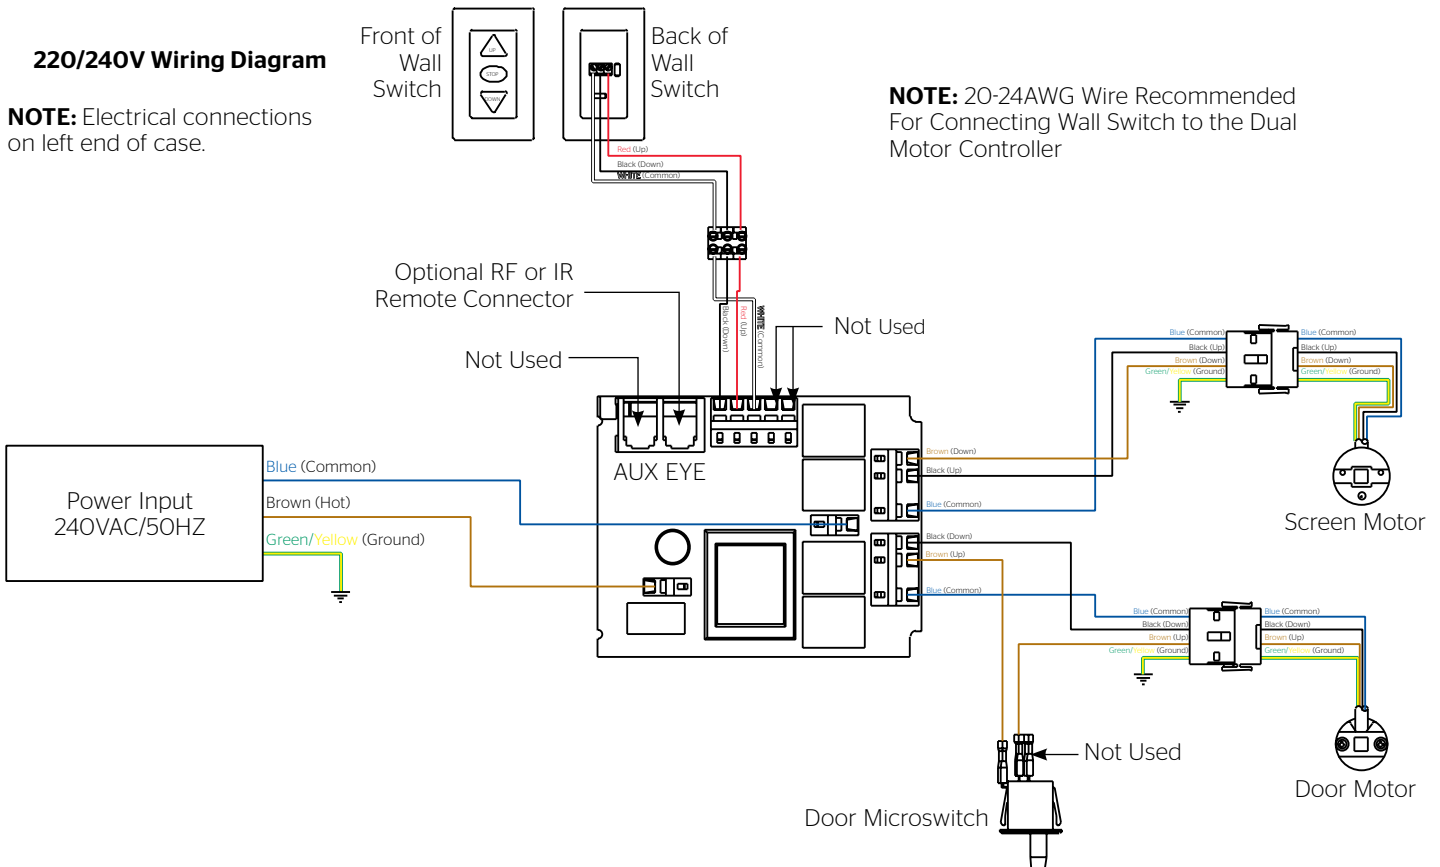 220/240V Wiring Diagram
NOTE: Electrical connections
on left end of case.
Front of
Wall
Switch
UP
STOP
DOWN
Back of
Wall
Switch
NOTE: 20-24AWG Wire Recommended
For Connecting Wall Switch to the Dual
Motor Controller
Red (Up)
Black (Down)
WHITE (Common)
Optional RF or IR
Remote Connector
Not Used
Black (Down)
Red (Up)
WHITE (Common)
Not Used
AUX EYE
Power Input
240VAC/50HZ
Blue (Common)
Brown (Hot)
Green/Yellow (Ground)
Brown (Down)
Black (Up)
Blue (Common)
Black (Down)
Brown (Up)
Blue (Common)
Blue (Common)
Black (Up)
Brown (Down)
Green/Yellow (Ground)
Blue (Common)
Black (Up)
Brown (Down)
Green/Yellow (Ground)
Screen Motor
Blue (Common)
Black (Down)
Brown (Up)
Green/Yellow (Ground)
Blue (Common)
Black (Down)
Brown (Up)
Green/Yellow (Ground)
Door Motor
Not Used
Door Microswitch